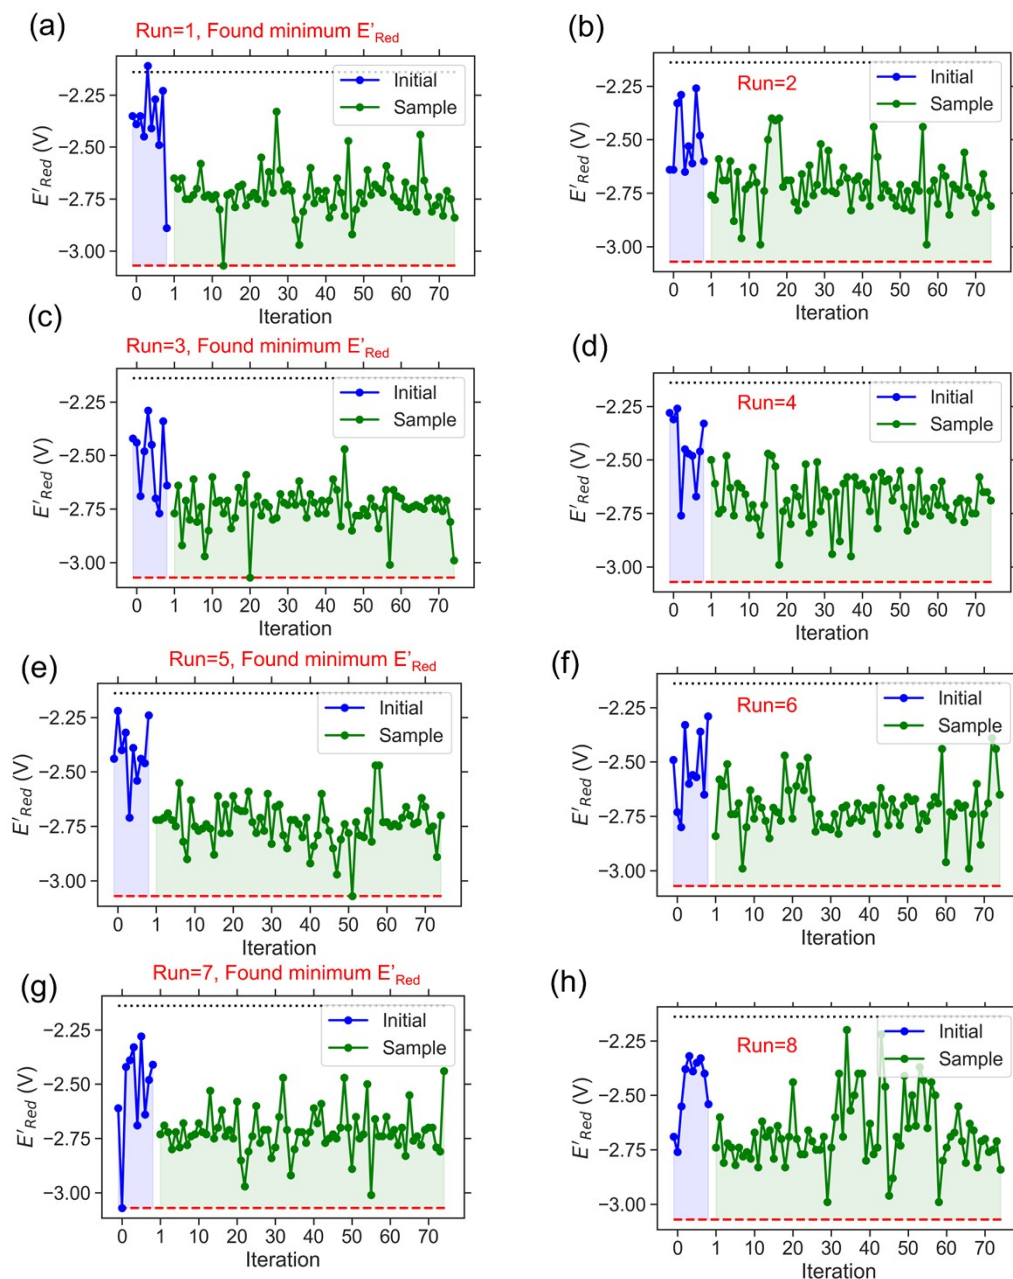 (a)
Run=1, Found minimum E'Red
Initial
Sample
E'Red (V)
−2.25
−2.50
−2.75
−3.00
0 1 10 20 30 40 50 60 70
Iteration
(b)
Run=2
Initial
Sample
E'Red (V)
−2.25
−2.50
−2.75
−3.00
0 1 10 20 30 40 50 60 70
Iteration
(c)
Run=3, Found minimum E'Red
Initial
Sample
E'Red (V)
−2.25
−2.50
−2.75
−3.00
0 1 10 20 30 40 50 60 70
Iteration
(d)
Run=4
Initial
Sample
E'Red (V)
−2.25
−2.50
−2.75
−3.00
0 1 10 20 30 40 50 60 70
Iteration
(e)
Run=5, Found minimum E'Red
Initial
Sample
E'Red (V)
−2.25
−2.50
−2.75
−3.00
0 1 10 20 30 40 50 60 70
Iteration
(f)
Run=6
Initial
Sample
E'Red (V)
−2.25
−2.50
−2.75
−3.00
0 1 10 20 30 40 50 60 70
Iteration
(g)
Run=7, Found minimum E'Red
Initial
Sample
E'Red (V)
−2.25
−2.50
−2.75
−3.00
0 1 10 20 30 40 50 60 70
Iteration
(h)
Run=8
Initial
Sample
E'Red (V)
−2.25
−2.50
−2.75
−3.00
0 1 10 20 30 40 50 60 70
Iteration